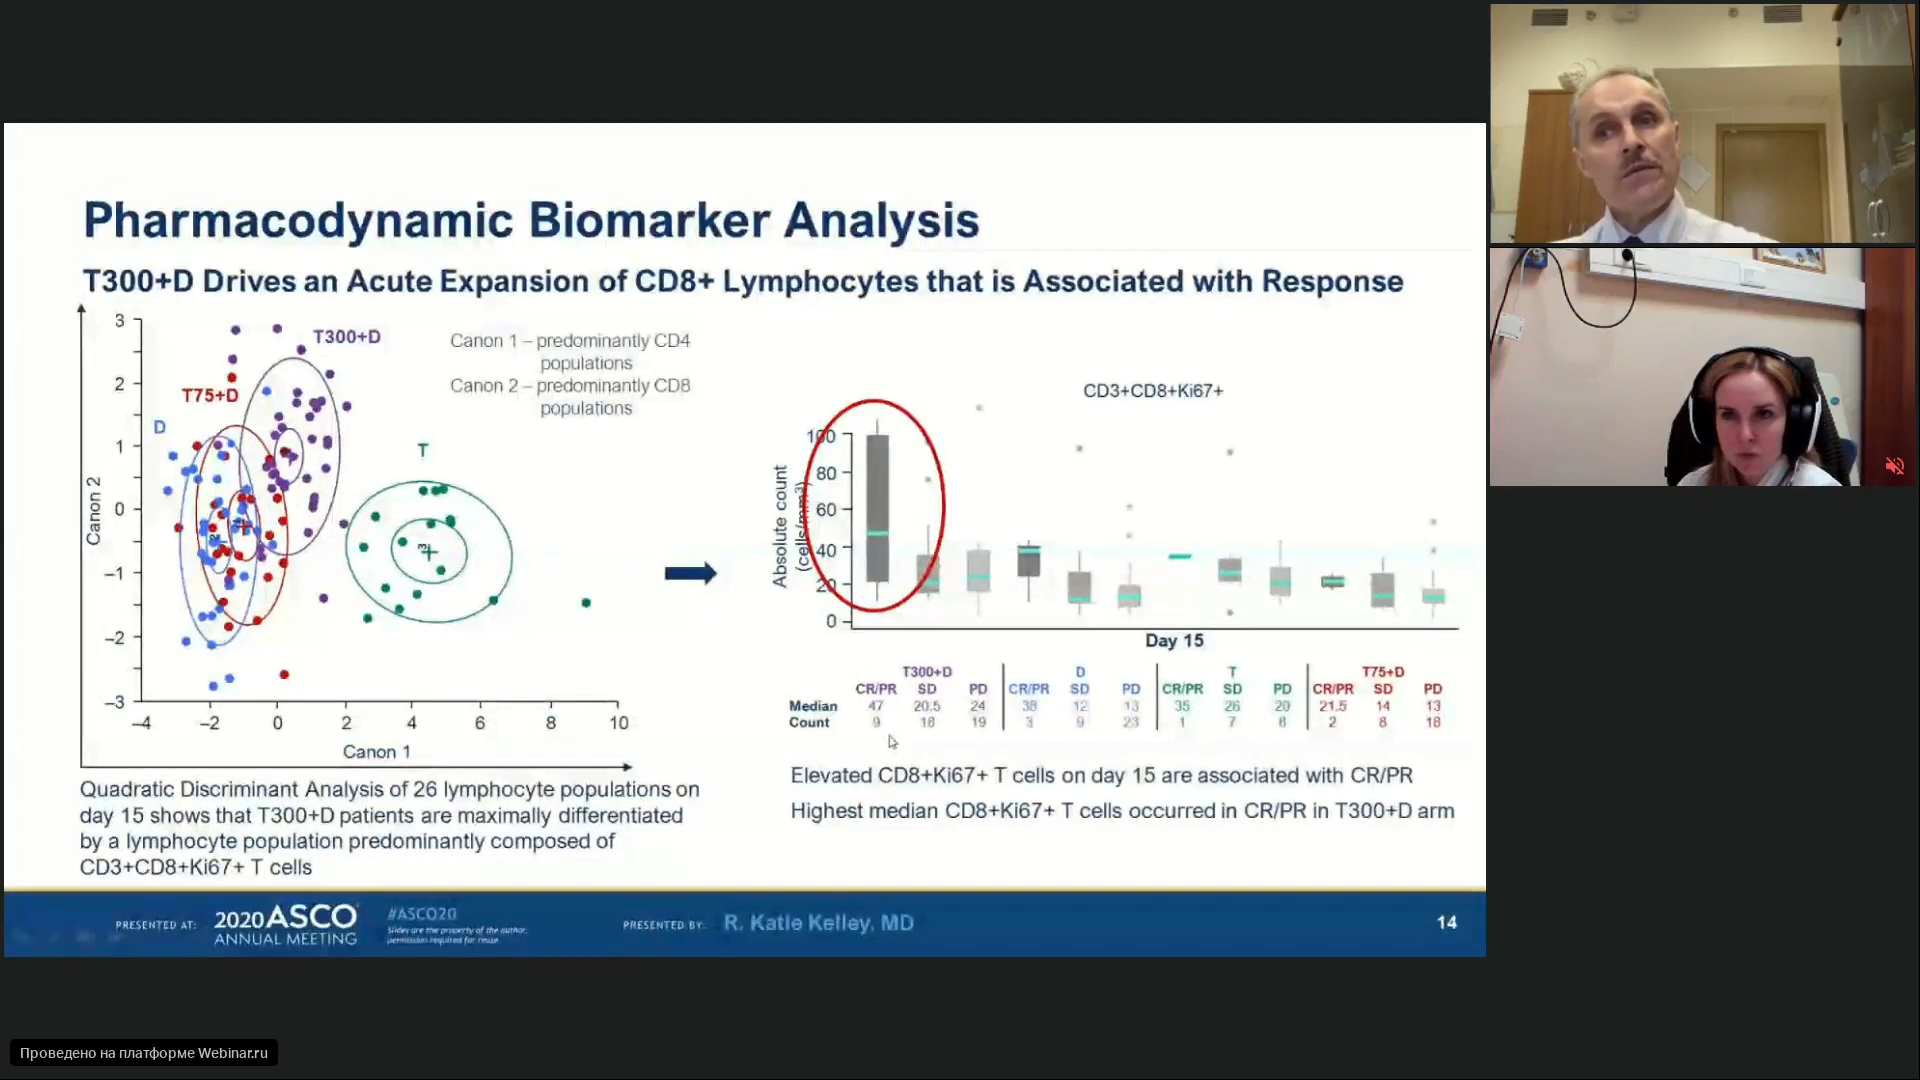 Pharmacodynamic Biomarker Analysis
T300+D Drives an Acute Expansion of CD8+ Lymphocytes that is Associated with Response
3
2
1
0
–1
–2
–3
–4
–2
0
2
4
6
8
10
Canon 2
Canon 1
T300+D
T75+D
D
T
Canon 1 – predominantly CD4
populations
Canon 2 – predominantly CD8
populations
Quadratic Discriminant Analysis of 26 lymphocyte populations on
day 15 shows that T300+D patients are maximally differentiated
by a lymphocyte population predominantly composed of
CD3+CD8+Ki67+ T cells
CD3+CD8+Ki67+
Absolute count
(cells/mm³)
100
80
60
40
20
0
Day 15
T300+D D T T75+D
CR/PR SD PD CR/PR SD PD CR/PR SD PD CR/PR SD PD
Median 47 20.5 24 38 12 13 35 26 20 21.5 14 13
Count 9 18 19 3 9 23 1 7 8 2 8 18
Elevated CD8+Ki67+ T cells on day 15 are associated with CR/PR
Highest median CD8+Ki67+ T cells occurred in CR/PR in T300+D arm
PRESENTED AT:
2020 ASCO
ANNUAL MEETING
#ASCO20
Slides are the property of the author,
permission required for reuse.
PRESENTED BY: R. Katie Kelley, MD
14
Проведено на платформе Webinar.ru